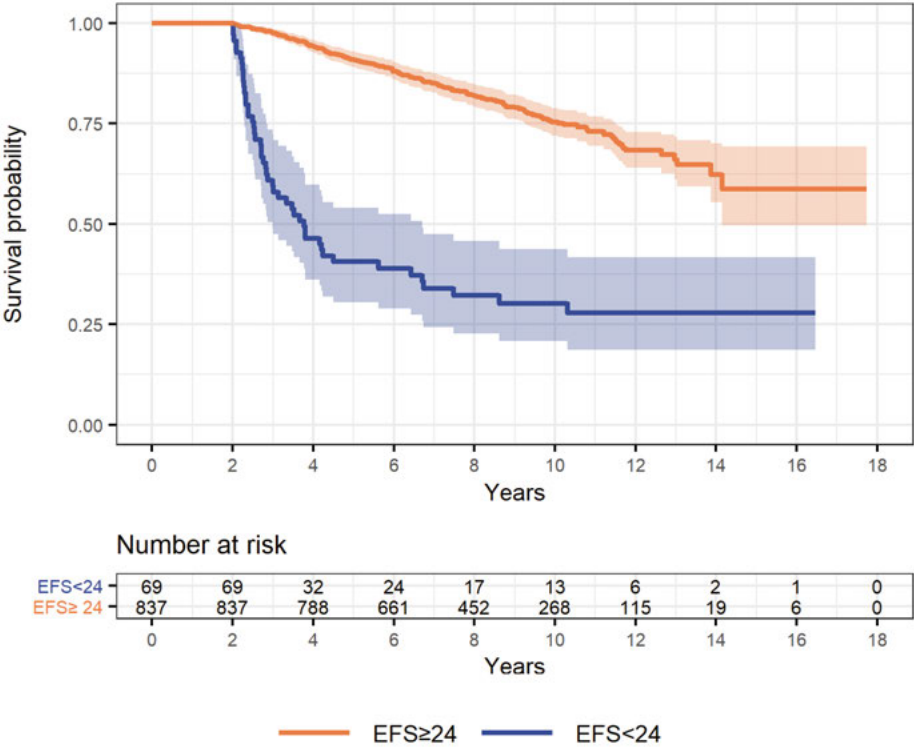 1.00
0.75
0.50
0.25
0.00
Survival probability
0 2 4 6 8 10 12 14 16 18
Years
Number at risk
EFS<24 69 69 32 24 17 13 6 2 1 0
EFS≥ 24 837 837 788 661 452 268 115 19 6 0
0 2 4 6 8 10 12 14 16 18
Years
EFS≥24 EFS<24